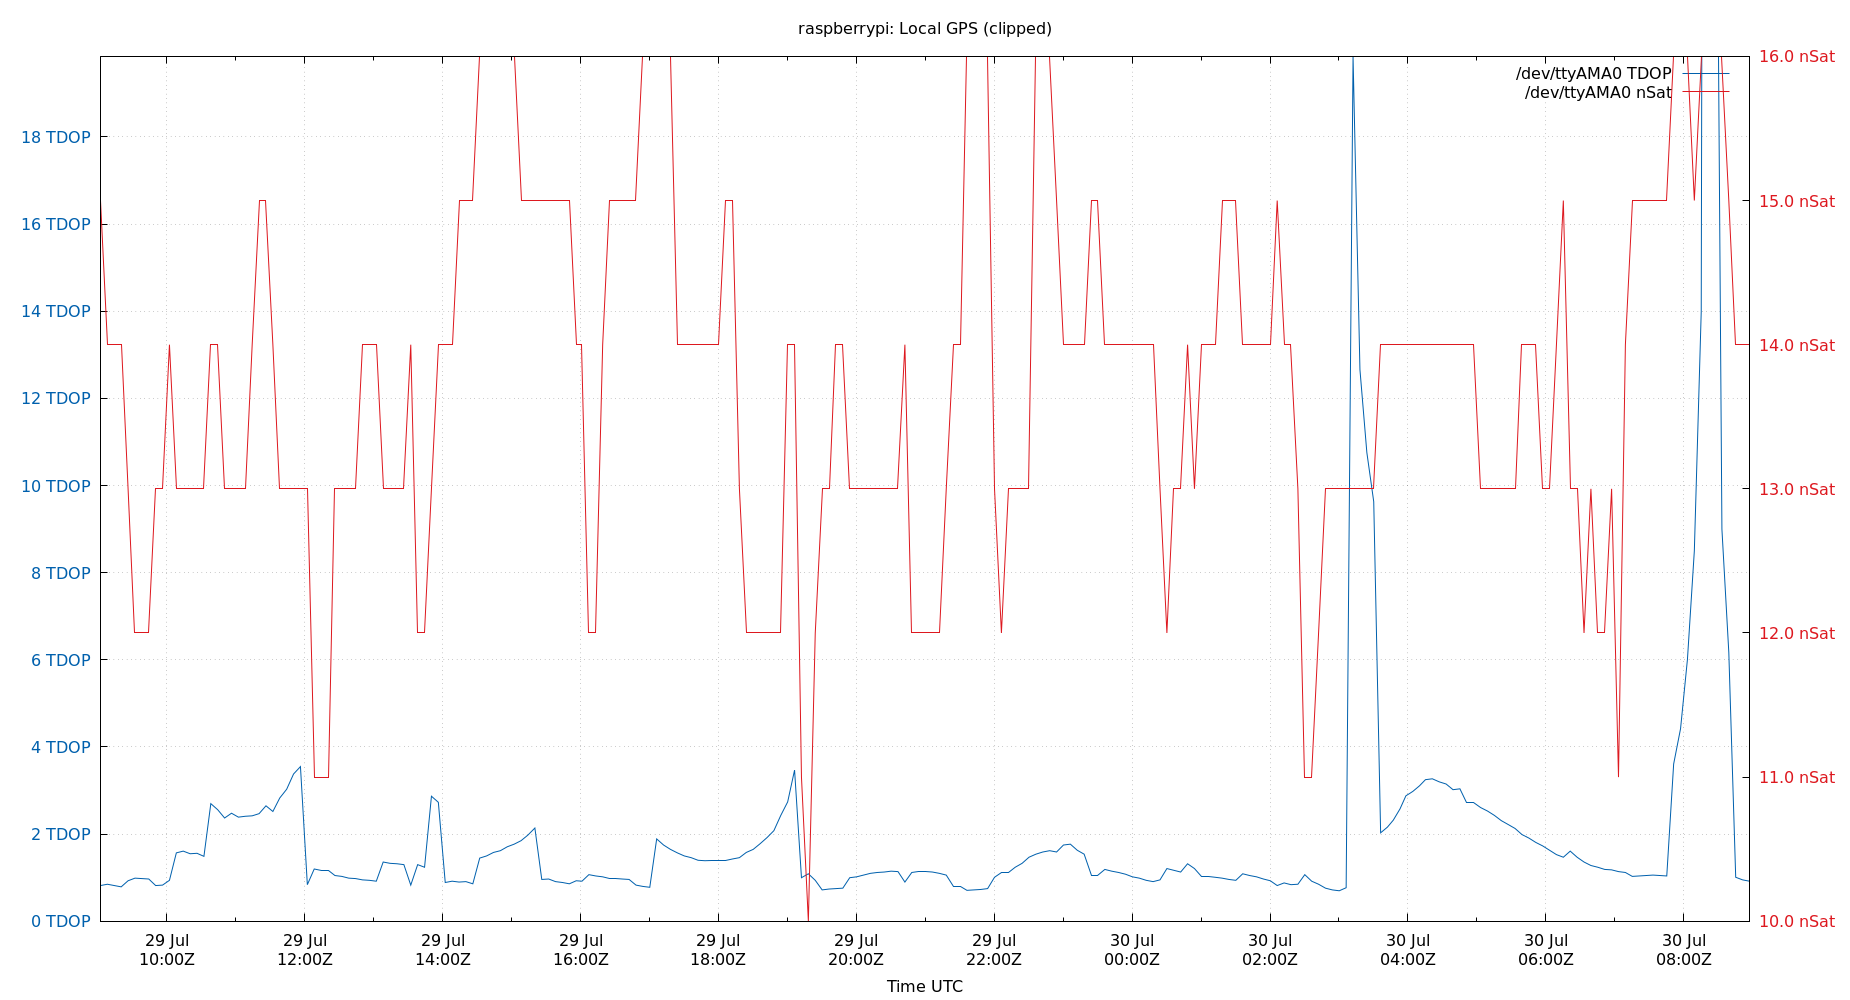 raspberrypi: Local GPS (clipped)
/dev/ttyAMA0 TDOP
/dev/ttyAMA0 nSat
18 TDOP
16 TDOP
14 TDOP
12 TDOP
10 TDOP
8 TDOP
6 TDOP
4 TDOP
2 TDOP
0 TDOP
16.0 nSat
15.0 nSat
14.0 nSat
13.0 nSat
12.0 nSat
11.0 nSat
10.0 nSat
29 Jul
10:00Z
29 Jul
12:00Z
29 Jul
14:00Z
29 Jul
16:00Z
29 Jul
18:00Z
29 Jul
20:00Z
29 Jul
22:00Z
30 Jul
00:00Z
30 Jul
02:00Z
30 Jul
04:00Z
30 Jul
06:00Z
30 Jul
08:00Z
Time UTC